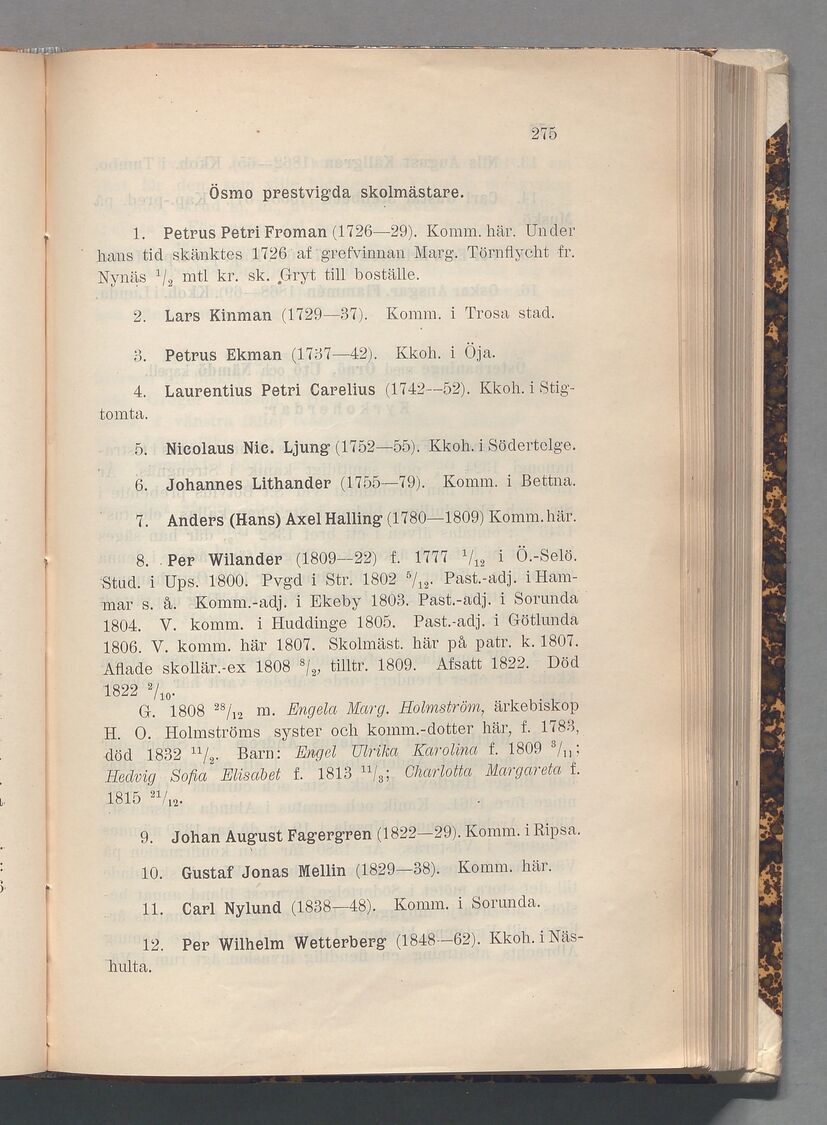 275
Ösmo prestvigda skolmästare.
1. Petrus Petri Froman (1726—29). Komm. här. Under
hans tid skänktes 1726 af grefvinnan Marg. Törnflycht fr.
Nynäs 1/2 mtl kr. sk. Gryt till boställe.
2. Lars Kinman (1729—37). Komm. i Trosa stad.
3. Petrus Ekman (1737—42). Kkoh. i Öja.
4. Laurentius Petri Carelius (1742—52). Kkoh. i Stig-
tomta.
5. Nicolaus Nic. Ljung (1752—55). Kkoh. i Södertelge.
6. Johannes Lithander (1755—79). Komm. i Bettna.
7. Anders (Hans) Axel Halling (1780—1809) Komm. här.
8. Per Wilander (1809—22) f. 1777 1/12 i Ö.-Selö.
Stud. i Ups. 1800. Pvgd i Str. 1802 5/12. Past.-adj. i Ham-
mar s. å. Komm.-adj. i Ekeby 1803. Past.-adj. i Sorunda
1804. V. komm. i Huddinge 1805. Past.-adj. i Götlunda
1806. V. komm. här 1807. Skolmäst. här på patr. k. 1807.
Aflade skollär.-ex 1808 8/2, tilltr. 1809. Afsatt 1822. Död
1822 2/10.
G. 1808 28/12 m. Engela Marg. Holmström, ärkebiskop
H. O. Holmströms syster och komm.-dotter här, f. 1783,
död 1832 11/2. Barn: Engel Ulrika Karolina f. 1809 3/11;
Hedvig Sofia Elisabet f. 1813 11/3; Charlotta Margareta f.
1815 21/12.
9. Johan August Fagergren (1822—29). Komm. i Ripsa.
10. Gustaf Jonas Mellin (1829—38). Komm. här.
11. Carl Nylund (1838—48). Komm. i Sorunda.
12. Per Wilhelm Wetterberg (1848—62). Kkoh. i Näs-
hulta.